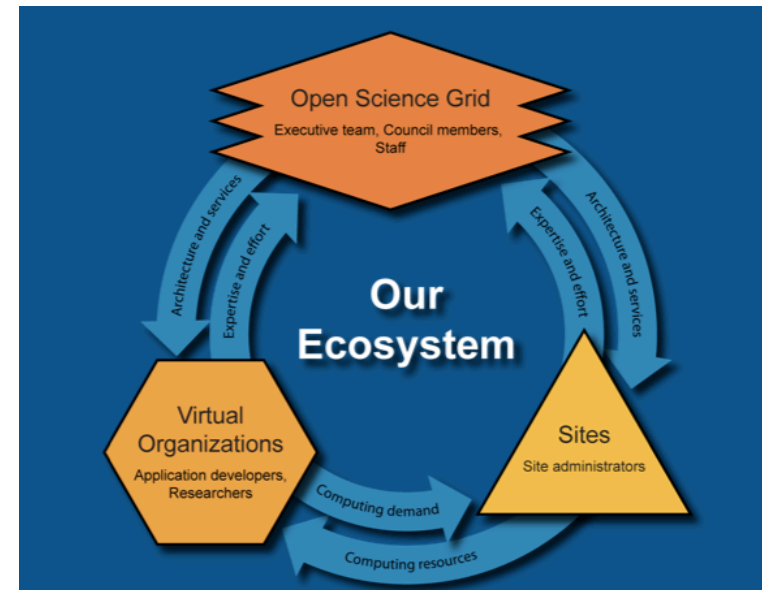 Open Science Grid
Executive team, Council members,
Staff
Architecture and services
Expertise and effort
Expertise and effort
Architecture and services
Our
Ecosystem
Virtual
Organizations
Application developers,
Researchers
Sites
Site administrators
Computing demand
Computing resources